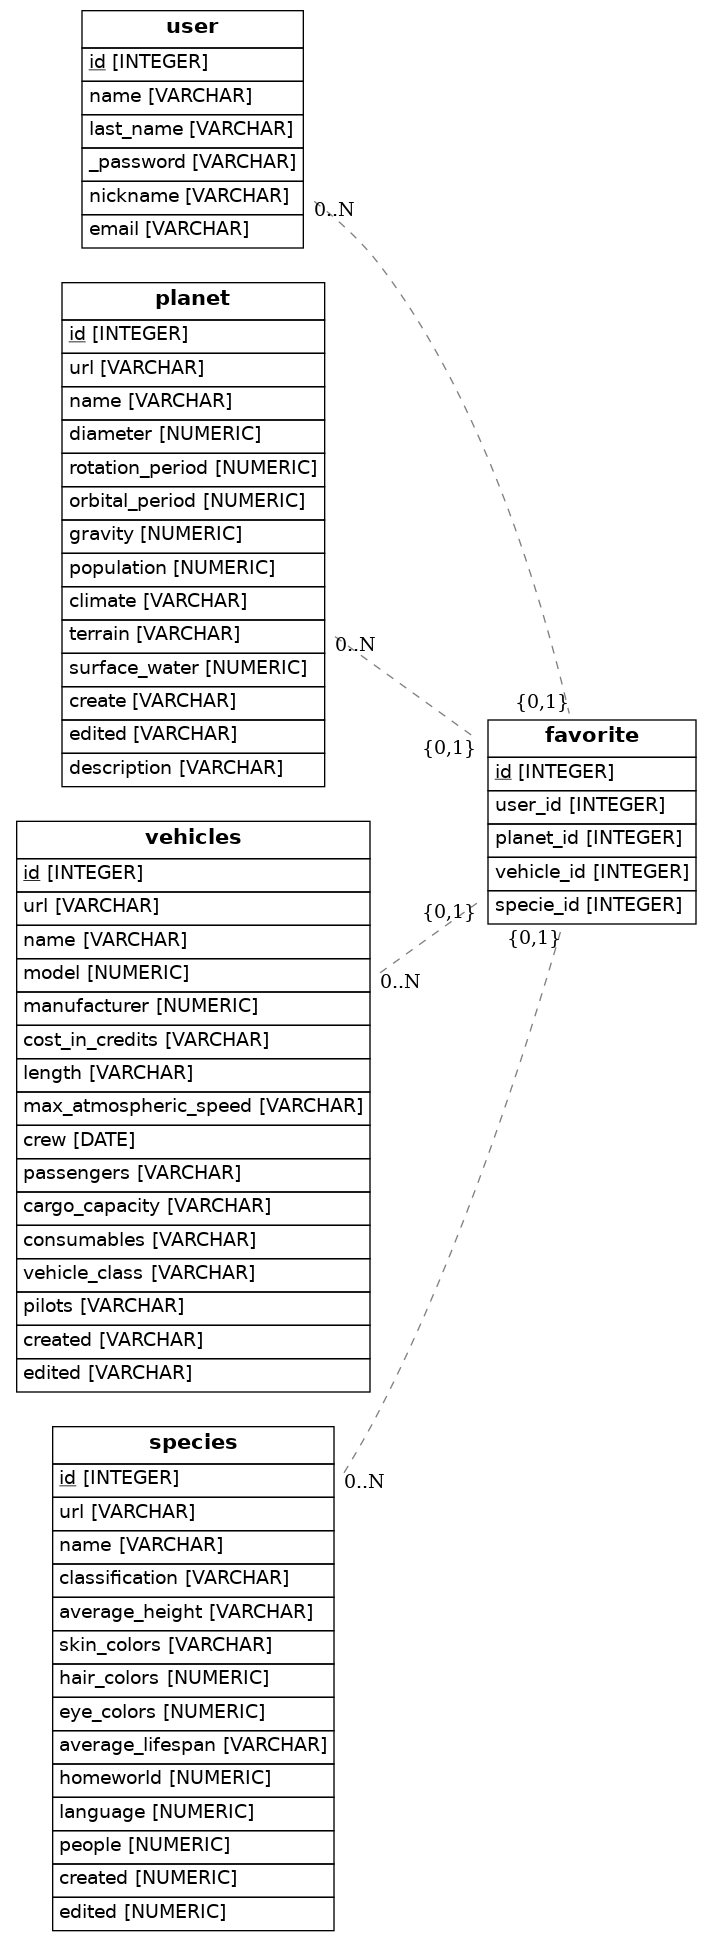 user
id [INTEGER]
name [VARCHAR]
last_name [VARCHAR]
_password [VARCHAR]
nickname [VARCHAR]
email [VARCHAR]
0..N
planet
id [INTEGER]
url [VARCHAR]
name [VARCHAR]
diameter [NUMERIC]
rotation_period [NUMERIC]
orbital_period [NUMERIC]
gravity [NUMERIC]
population [NUMERIC]
climate [VARCHAR]
terrain [VARCHAR]
surface_water [NUMERIC]
create [VARCHAR]
edited [VARCHAR]
description [VARCHAR]
0..N
{0,1}
{0,1}
favorite
id [INTEGER]
user_id [INTEGER]
planet_id [INTEGER]
vehicle_id [INTEGER]
specie_id [INTEGER]
{0,1}
{0,1}
vehicles
id [INTEGER]
url [VARCHAR]
name [VARCHAR]
model [NUMERIC]
manufacturer [NUMERIC]
cost_in_credits [VARCHAR]
length [VARCHAR]
max_atmospheric_speed [VARCHAR]
crew [DATE]
passengers [VARCHAR]
cargo_capacity [VARCHAR]
consumables [VARCHAR]
vehicle_class [VARCHAR]
pilots [VARCHAR]
created [VARCHAR]
edited [VARCHAR]
0..N
species
id [INTEGER]
url [VARCHAR]
name [VARCHAR]
classification [VARCHAR]
average_height [VARCHAR]
skin_colors [VARCHAR]
hair_colors [NUMERIC]
eye_colors [NUMERIC]
average_lifespan [VARCHAR]
homeworld [NUMERIC]
language [NUMERIC]
people [NUMERIC]
created [NUMERIC]
edited [NUMERIC]
0..N